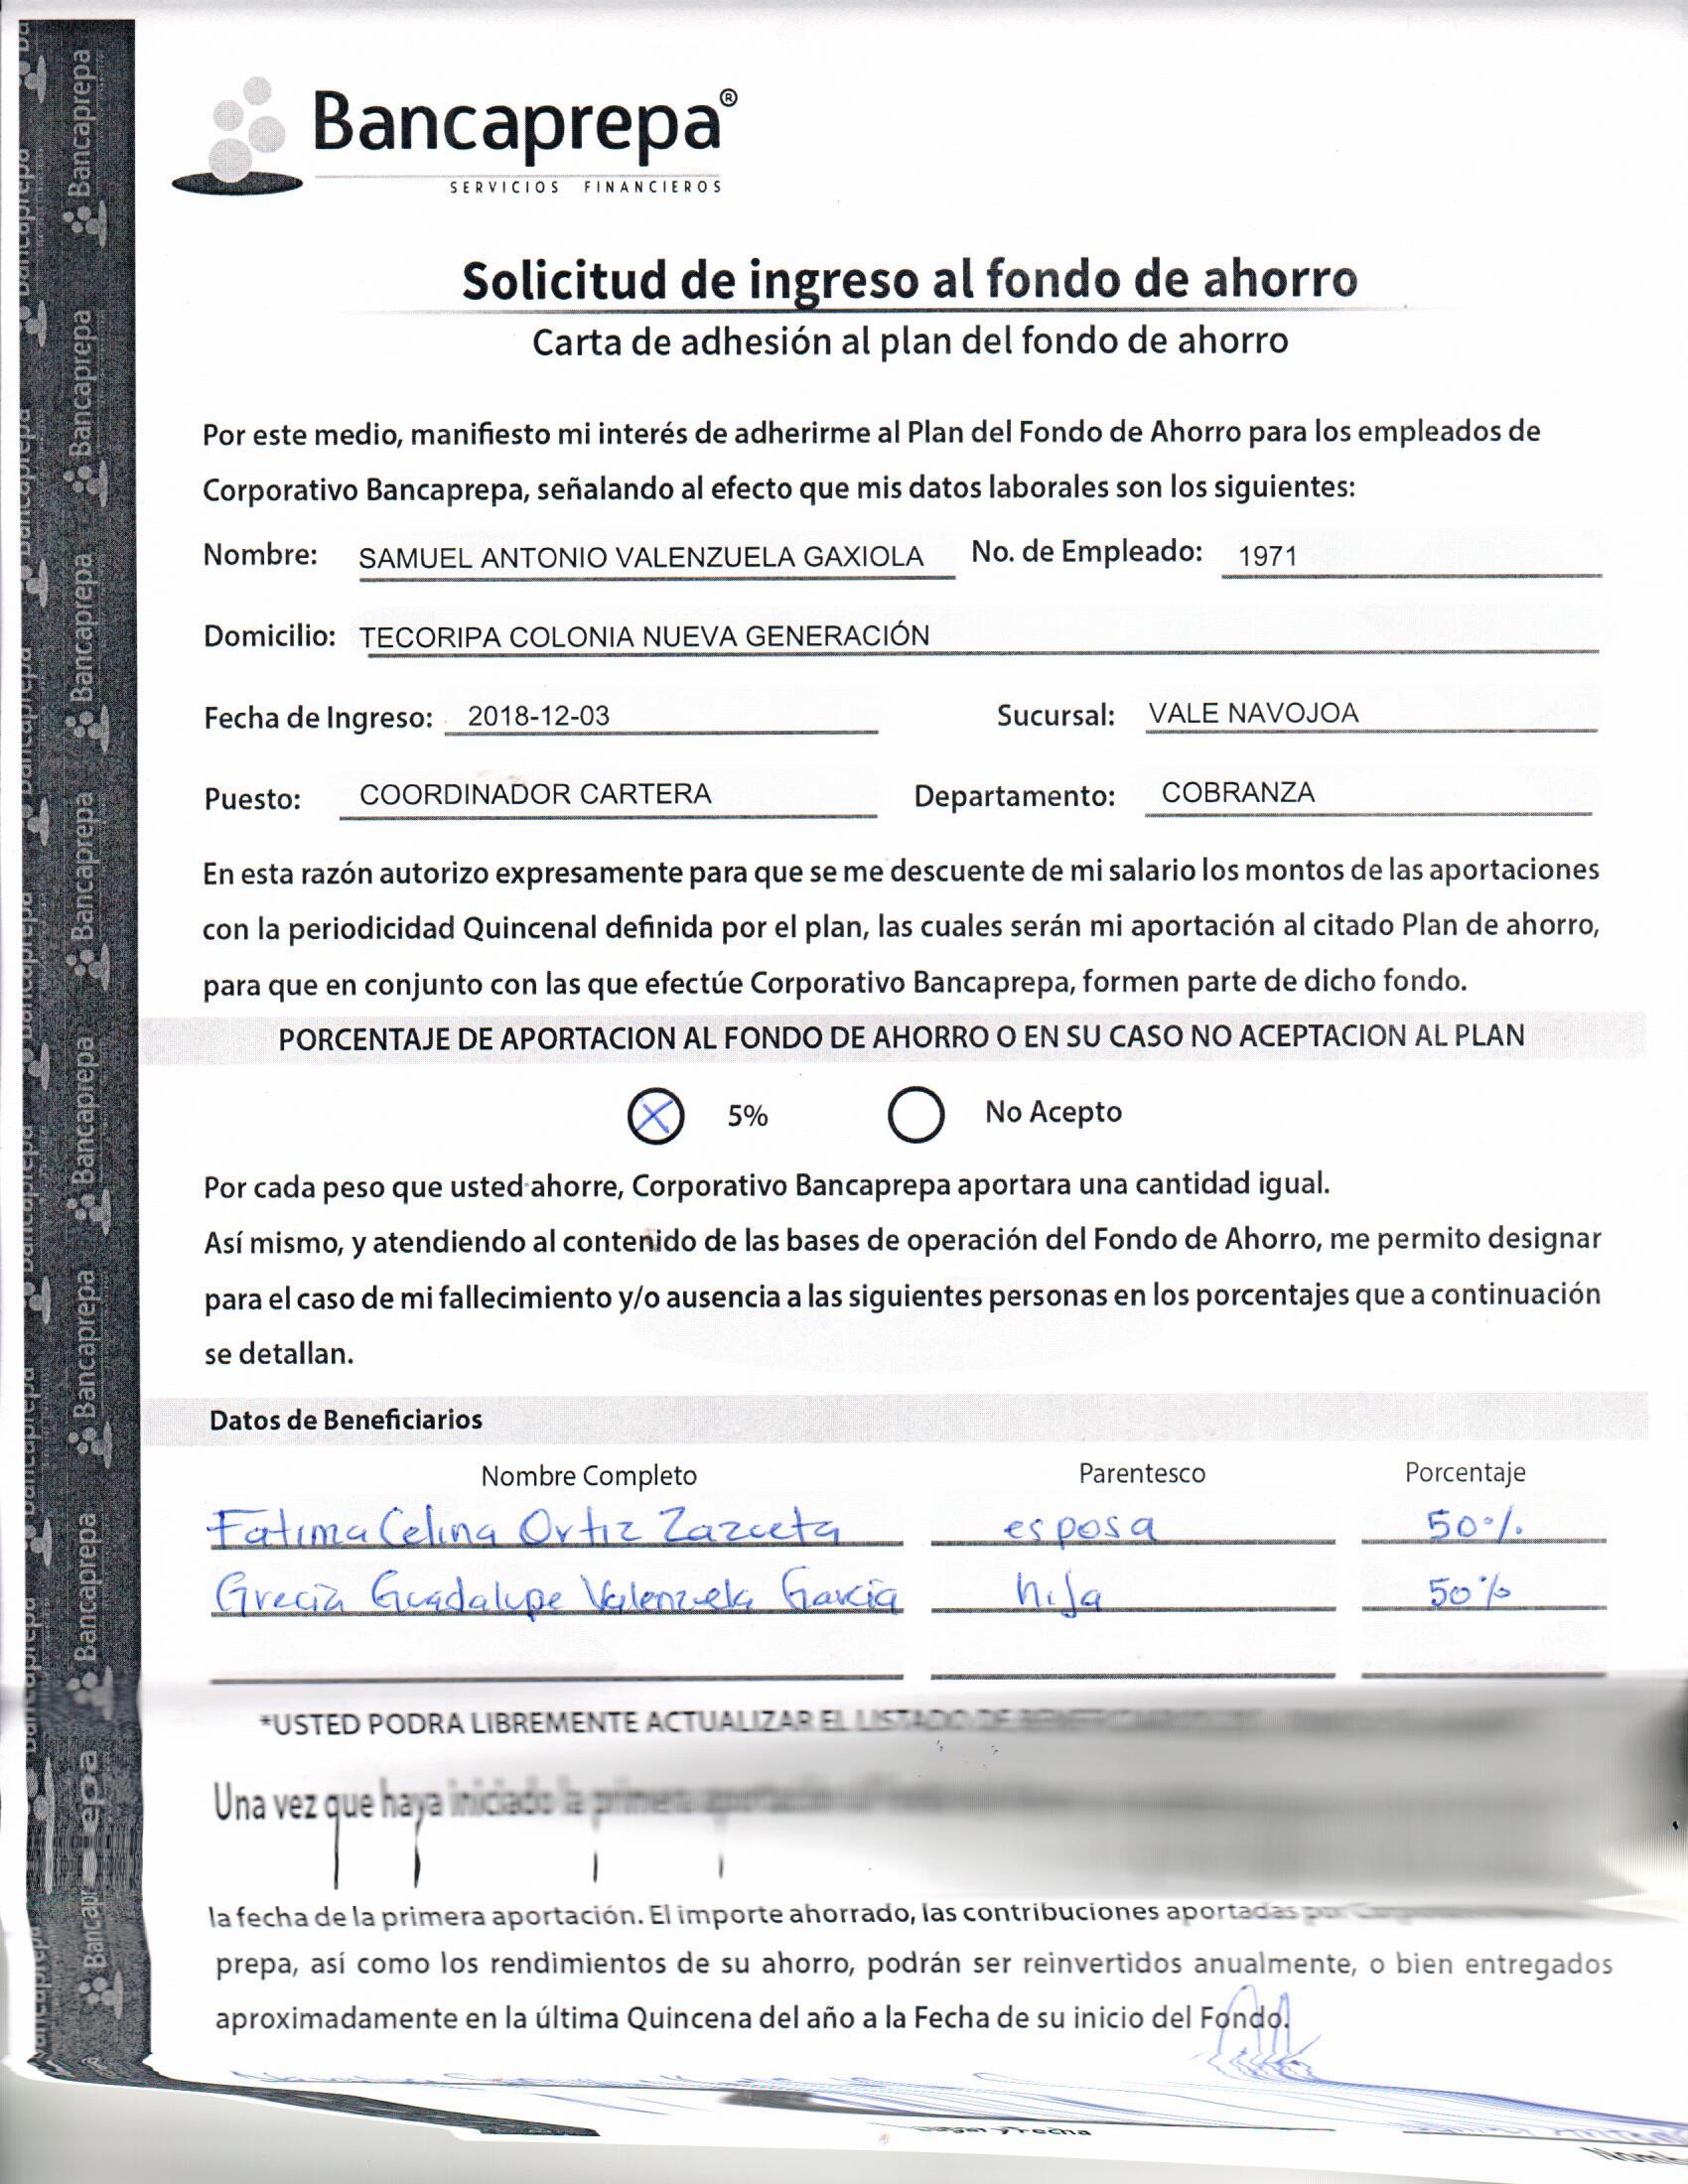 Bancaprepa®
SERVICIOS FINANCIEROS
Solicitud de ingreso al fondo de ahorro
Carta de adhesión al plan del fondo de ahorro
Por este medio, manifiesto mi interés de adherirme al Plan del Fondo de Ahorro para los empleados de
Corporativo Bancaprepa, señalando al efecto que mis datos laborales son los siguientes:
Nombre: SAMUEL ANTONIO VALENZUELA GAXIOLA No. de Empleado: 1971
Domicilio: TECORIPA COLONIA NUEVA GENERACIÓN
Fecha de Ingreso: 2018-12-03 Sucursal: VALE NAVOJOA
Puesto: COORDINADOR CARTERA Departamento: COBRANZA
En esta razón autorizo expresamente para que se me descuente de mi salario los montos de las aportaciones
con la periodicidad Quincenal definida por el plan, las cuales serán mi aportación al citado Plan de ahorro,
para que en conjunto con las que efectúe Corporativo Bancaprepa, formen parte de dicho fondo.
PORCENTAJE DE APORTACION AL FONDO DE AHORRO O EN SU CASO NO ACEPTACION AL PLAN
X 5% No Acepto
Por cada peso que usted ahorre, Corporativo Bancaprepa aportara una cantidad igual.
Así mismo, y atendiendo al contenido de las bases de operación del Fondo de Ahorro, me permito designar
para el caso de mi fallecimiento y/o ausencia a las siguientes personas en los porcentajes que a continuación
se detallan.
Datos de Beneficiarios
Nombre Completo Parentesco Porcentaje
Fatima Celina Ortiz Zazueta esposa 50%
Grecia Guadalupe Valenzuela Garcia hija 50%
*USTED PODRA LIBREMENTE ACTUALIZAR EL LISTADO DE
Una vez que haya iniciado la primera aportación
la fecha de la primera aportación. El importe ahorrado, las contribuciones aportadas por
prepa, así como los rendimientos de su ahorro, podrán ser reinvertidos anualmente, o bien entregados
aproximadamente en la última Quincena del año a la Fecha de su inicio del Fondo.